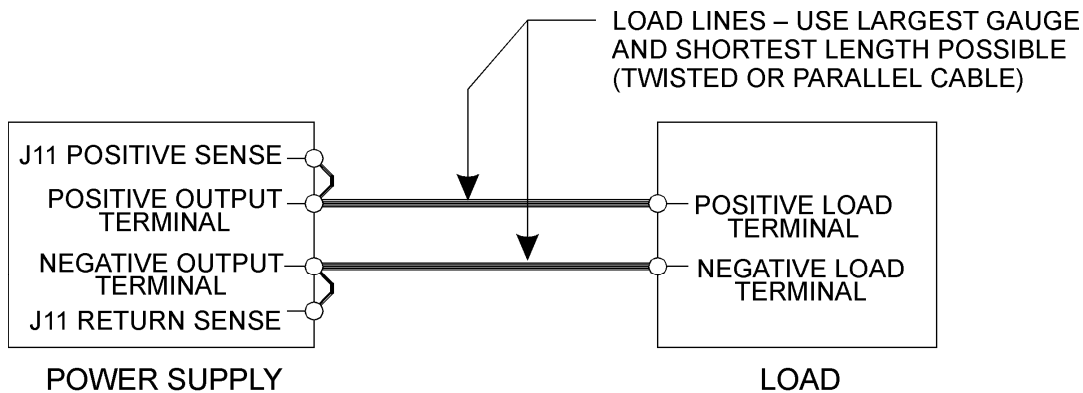 LOAD LINES – USE LARGEST GAUGE
AND SHORTEST LENGTH POSSIBLE
(TWISTED OR PARALLEL CABLE)
J11 POSITIVE SENSE
POSITIVE OUTPUT
TERMINAL
NEGATIVE OUTPUT
TERMINAL
J11 RETURN SENSE
POWER SUPPLY
POSITIVE LOAD
TERMINAL
NEGATIVE LOAD
TERMINAL
LOAD